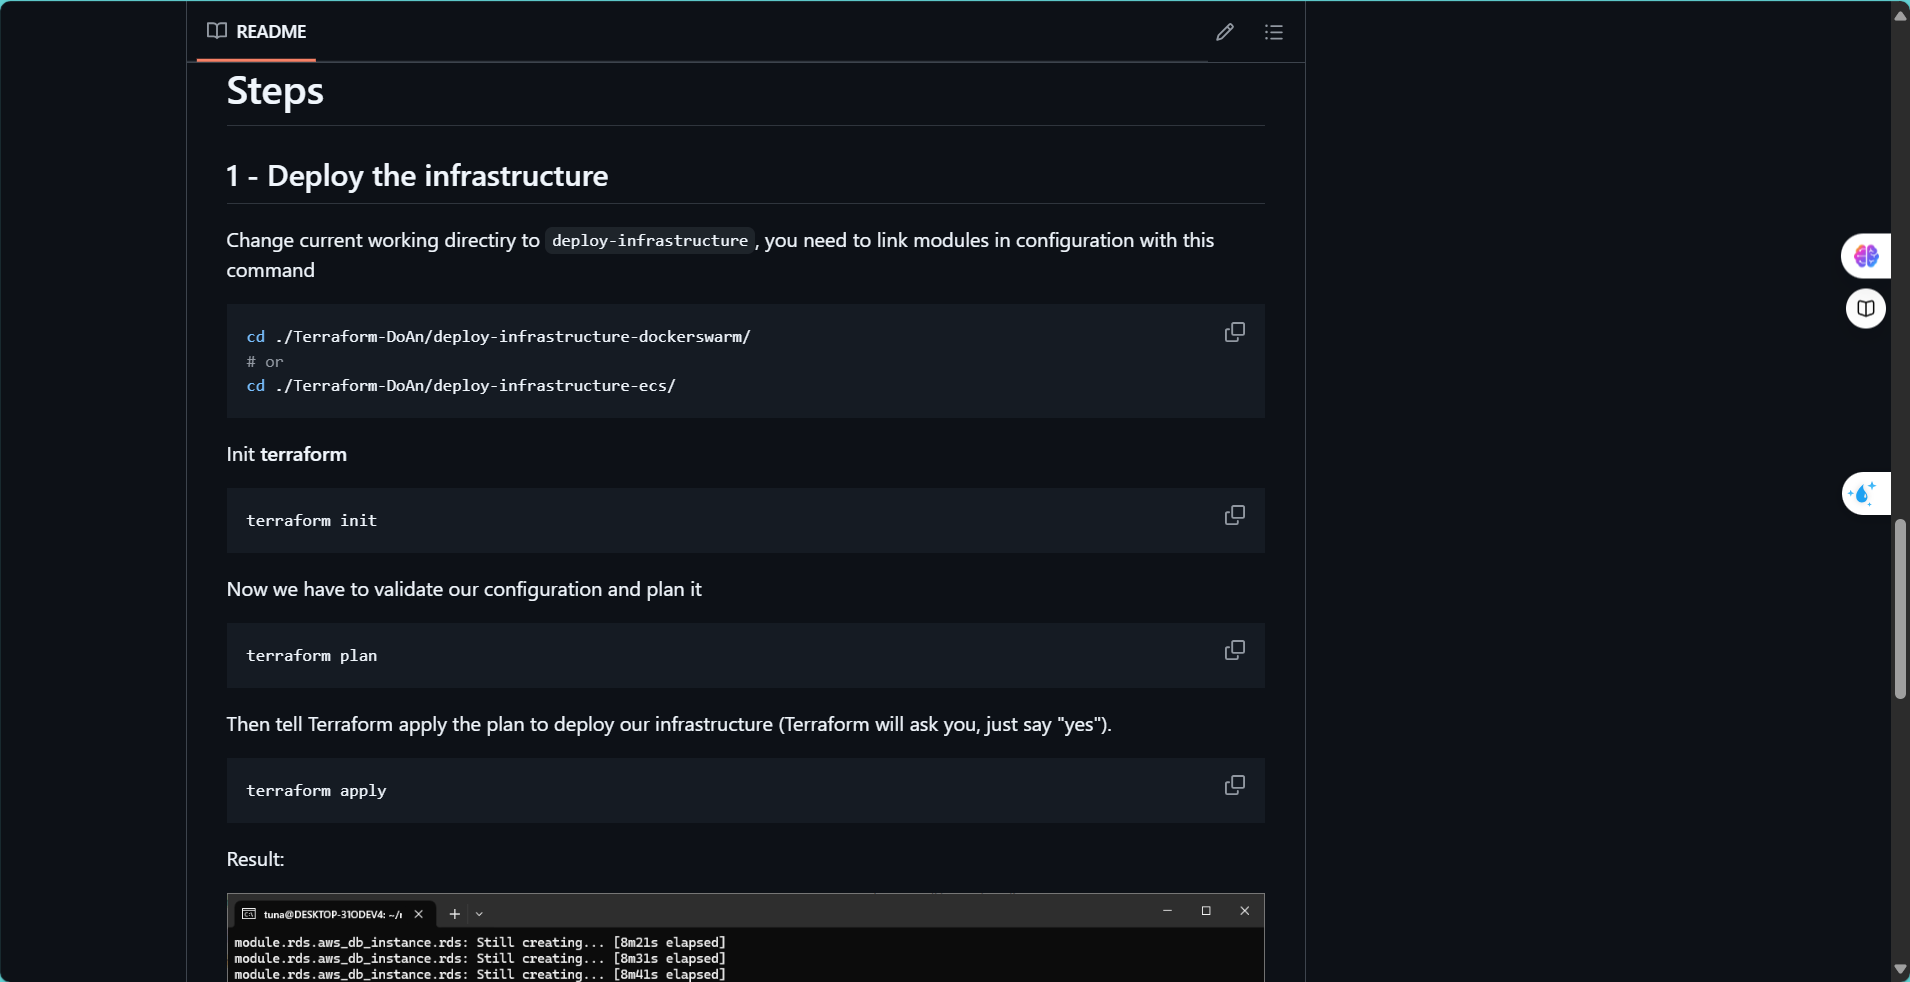 README
Steps
1 - Deploy the infrastructure
Change current working directiry to deploy-infrastructure, you need to link modules in configuration with this
command
cd ./Terraform-DoAn/deploy-infrastructure-dockerswarm/
# or
cd ./Terraform-DoAn/deploy-infrastructure-ecs/
Init terraform
terraform init
Now we have to validate our configuration and plan it
terraform plan
Then tell Terraform apply the plan to deploy our infrastructure (Terraform will ask you, just say "yes").
terraform apply
Result:
tuna@DESKTOP-31ODEV4: ~/
module.rds.aws_db_instance.rds: Still creating... [8m21s elapsed]
module.rds.aws_db_instance.rds: Still creating... [8m31s elapsed]
module.rds.aws_db_instance.rds: Still creating... [8m41s elapsed]